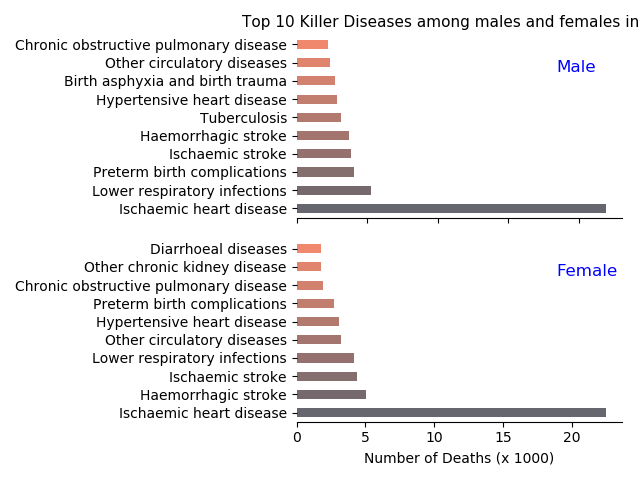 Top 10 Killer Diseases among males and females in
Chronic obstructive pulmonary disease
Other circulatory diseases
Male
Birth asphyxia and birth trauma
Hypertensive heart disease
Tuberculosis
Haemorrhagic stroke
Ischaemic stroke
Preterm birth complications
Lower respiratory infections
Ischaemic heart disease
Diarrhoeal diseases
Other chronic kidney disease
Female
Chronic obstructive pulmonary disease
Preterm birth complications
Hypertensive heart disease
Other circulatory diseases
Lower respiratory infections
Ischaemic stroke
Haemorrhagic stroke
Ischaemic heart disease
0 5 10 15 20
Number of Deaths (x 1000)